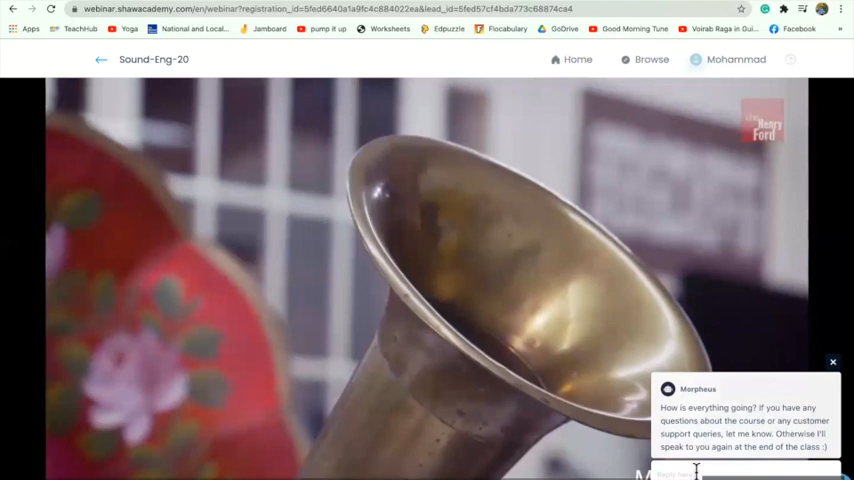 webinar.shawacademy.com/en/webinar?registration_id=5fed6640a1a9fc4c884022ea&lead_id=5fed57cf4bda773c68877ca4
Apps TeachHub Yoga National and Local... Jamboard pump it up Worksheets Edpuzzle Flocabulary GoDrive Good Morning Tune Voirab Raga in Gui... Facebook »
Sound-Eng-20 Home Browse Mohammad
The Henry Ford
Morpheus
How is everything going? If you have any
questions about the course or any customer
support queries, let me know. Otherwise I'll
speak to you again at the end of the class :)
Reply here